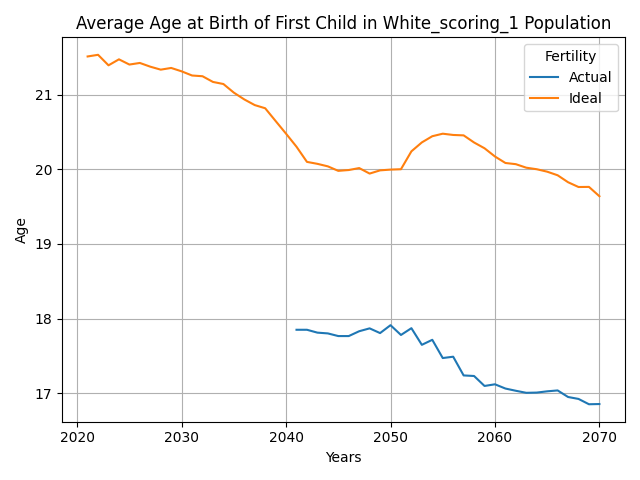 Average Age at Birth of First Child in White_scoring_1 Population
Fertility
Actual
Ideal
Age
21
20
19
18
17
2020 2030 2040 2050 2060 2070
Years